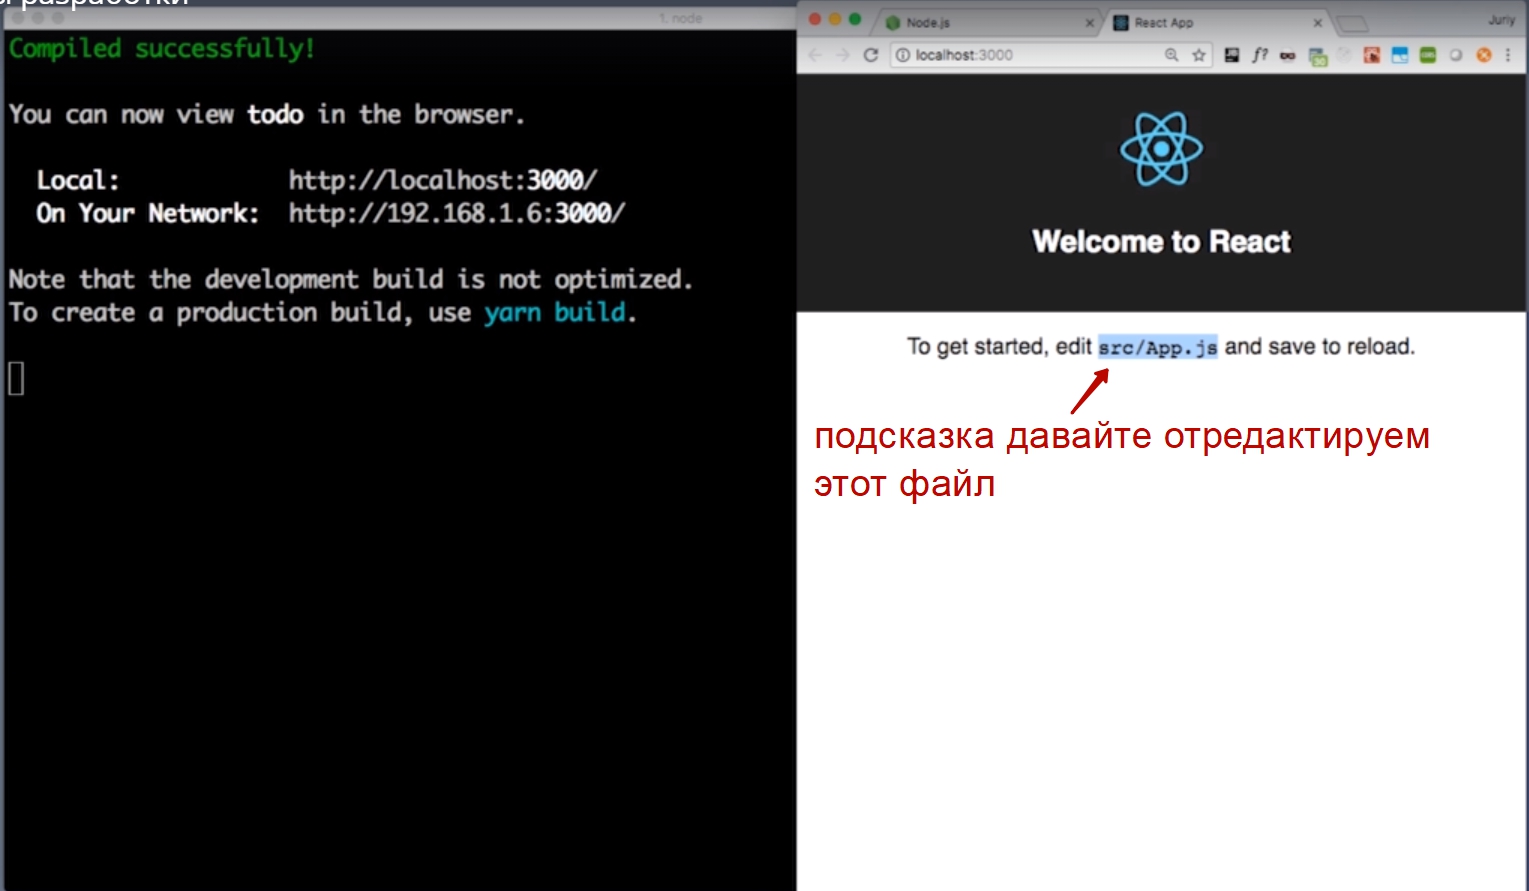 разработки
1. node
Compiled successfully!
You can now view todo in the browser.
Local: http://localhost:3000/
On Your Network: http://192.168.1.6:3000/
Note that the development build is not optimized.
To create a production build, use yarn build.
Node.js
React App
Juriy
localhost:3000
f?
Welcome to React
To get started, edit src/App.js and save to reload.
подсказка давайте отредактируем
этот файл